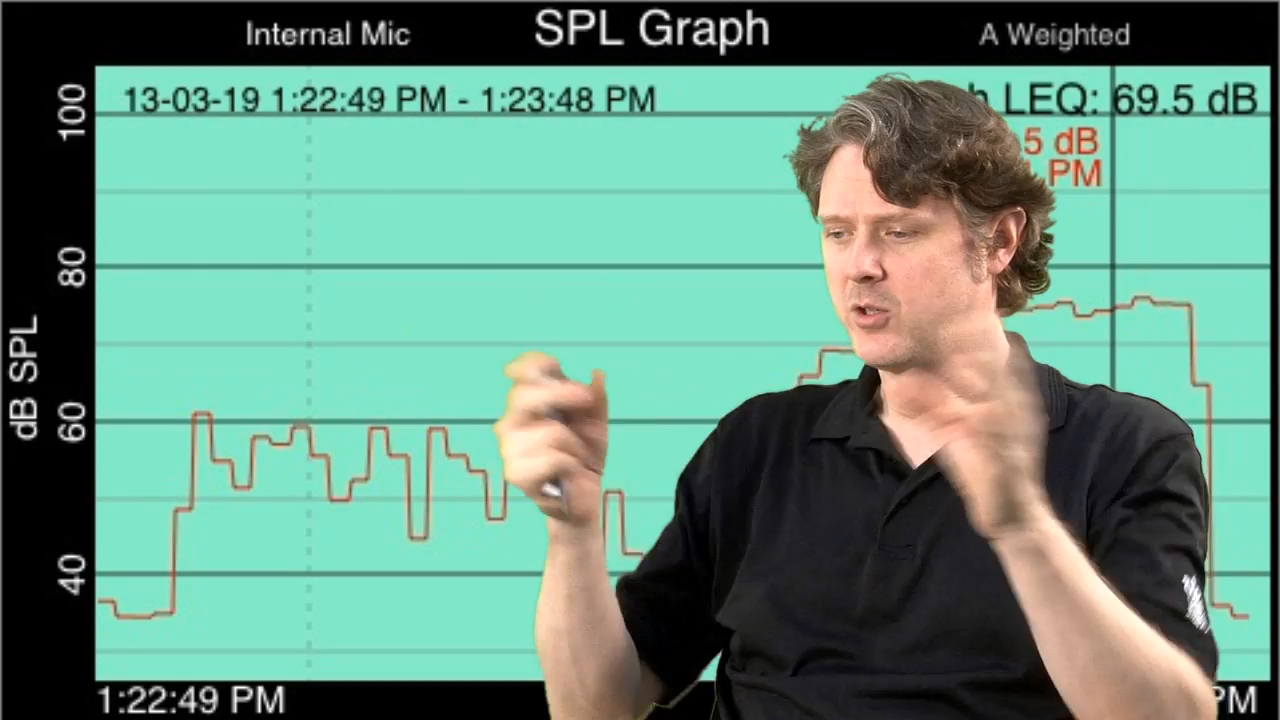 Internal Mic
SPL Graph
A Weighted
13-03-19 1:22:49 PM - 1:23:48 PM
LEQ: 69.5 dB
5 dB
PM
100
80
60
40
dB SPL
1:22:49 PM
PM